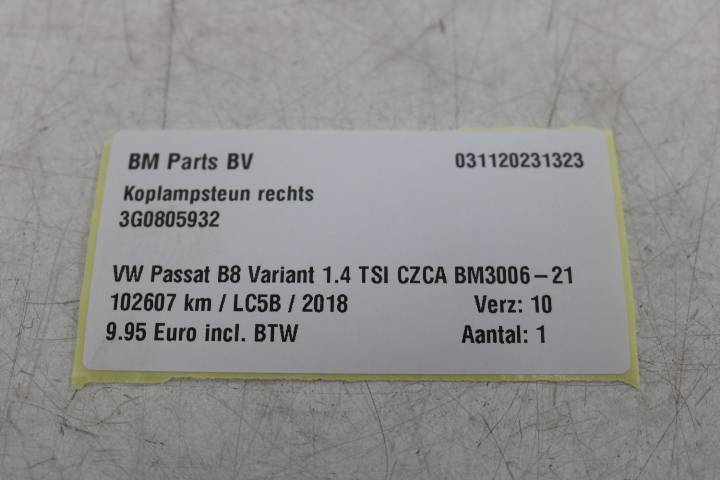 BM Parts BV 031120231323
Koplampsteun rechts
3G0805932
VW Passat B8 Variant 1.4 TSI CZCA BM3006-21
102607 km / LC5B / 2018 Verz: 10
9.95 Euro incl. BTW Aantal: 1